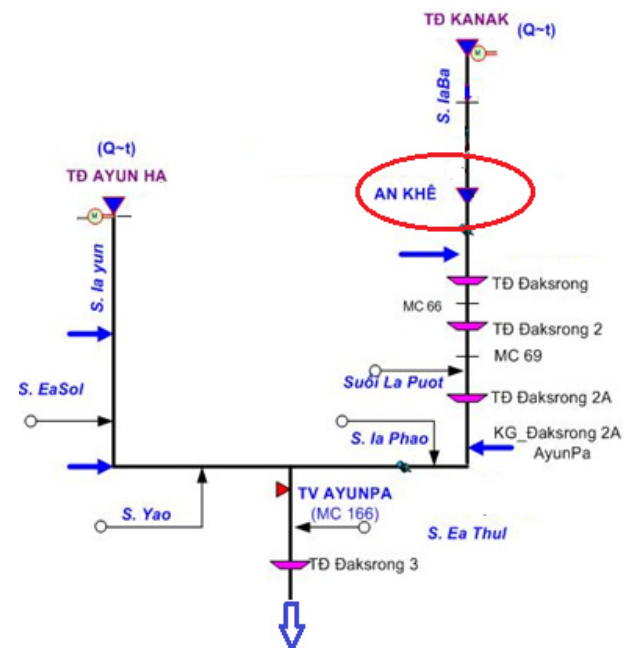 TĐ KANAK
(Q~t)
M
S. IaBa
(Q~t)
TĐ AYUN HẠ
M
AN KHÊ
S. Ia yun
TĐ Đaksrong
MC 66
TĐ Đaksrong 2
MC 69
Suối La Puot
S. EaSol
TĐ Đaksrong 2A
S. Ia Phao
KG_Đaksrong 2A
AyunPa
TV AYUNPA
(MC 166)
S. Yao
S. Ea Thul
TĐ Đaksrong 3